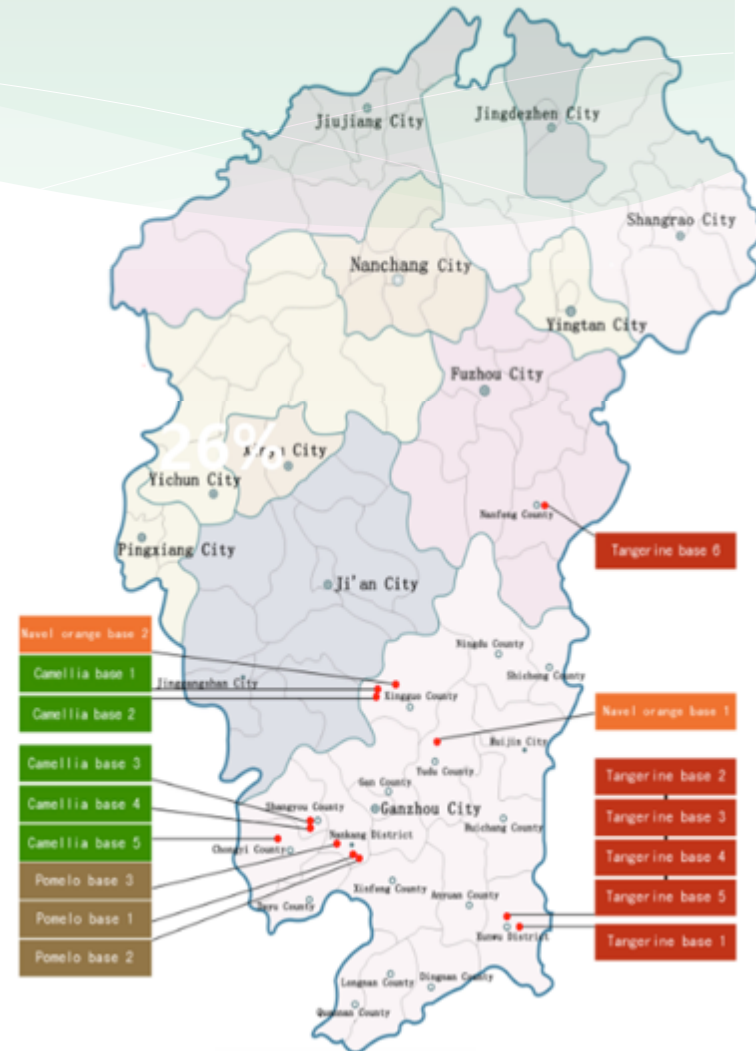 Jiujiang City
Jingdezhen City
Shangrao City
Nanchang City
Yingtan City
Fuzhou City
26%
City
Yichun City
Nanfeng County
Pingxiang City
Tangerine base 6
Ji'an City
Navel orange base 2
Ningdu County
Camellia base 1
Shicheng County
Jinggangshan City
Camellia base 2
Xingguo County
Navel orange base 1
Ruijin City
Camellia base 3
Yudu County
Tangerine base 2
Gan County
Camellia base 4
Shangyou County
Ganzhou City
Tangerine base 3
Huichang County
Camellia base 5
Nankang District
Chongyi County
Tangerine base 4
Pomelo base 3
Xinfeng County
Anyuan County
Tangerine base 5
Dayu County
Pomelo base 1
Xunwu District
Tangerine base 1
Pomelo base 2
Longnan County
Dingnan County
Quannan County